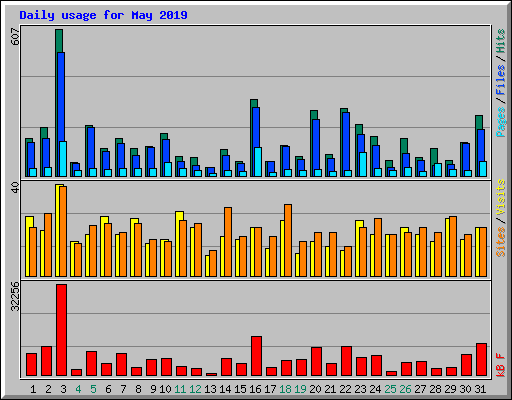 Daily usage for May 2019
607
Pages / Files / Hits
40
Sites / Visits
32256
kB F
1 2 3 4 5 6 7 8 9 10 11 12 13 14 15 16 17 18 19 20 21 22 23 24 25 26 27 28 29 30 31